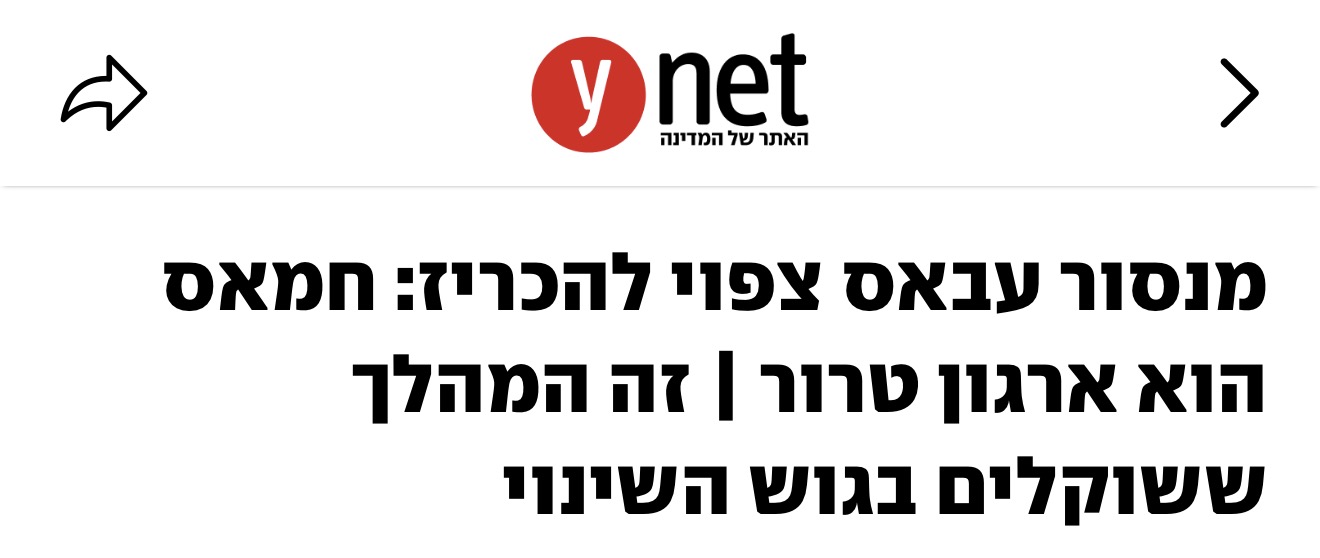 ynet
האתר של המדינה
מנסור עבאס צפוי להכריז: חמאס
הוא ארגון טרור | זה המהלך
ששוקלים בגוש השינוי